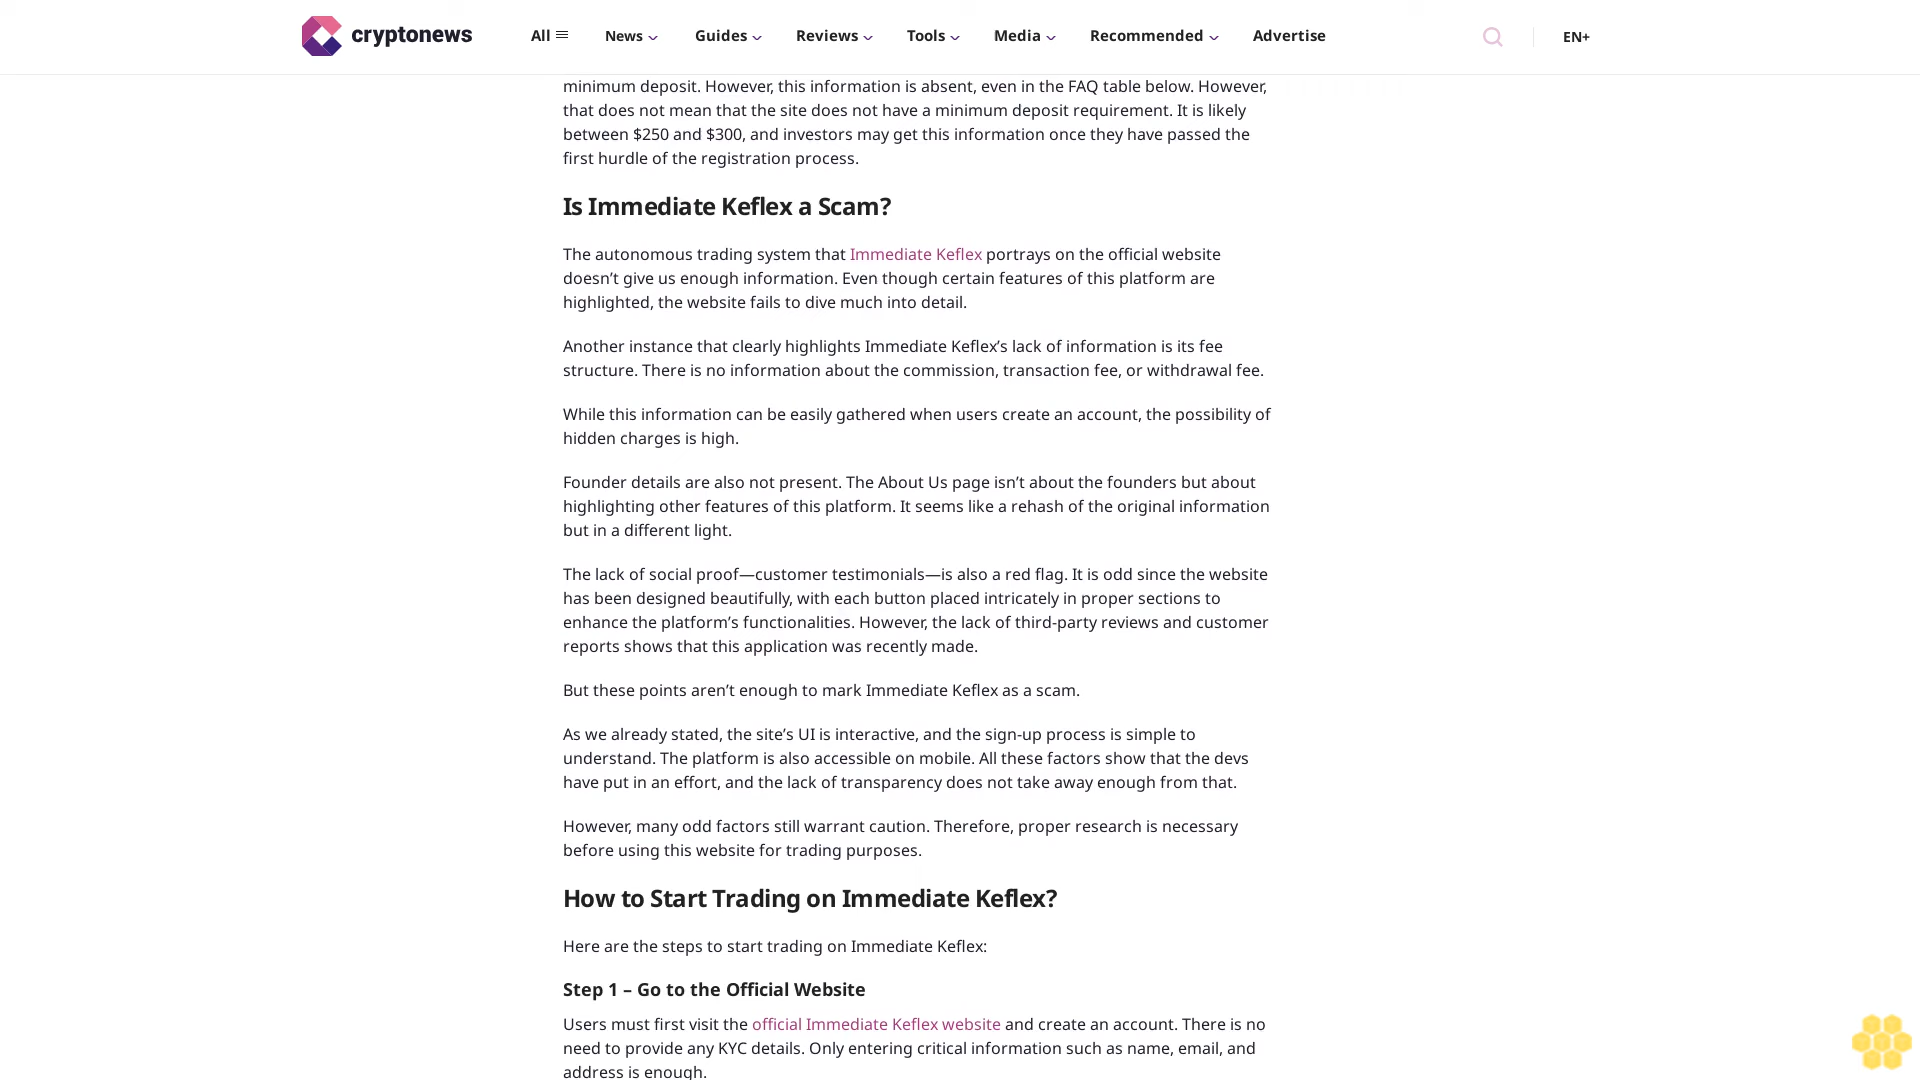 cryptonews
All
News
Guides
Reviews
Tools
Media
Recommended
Advertise
EN+
minimum deposit. However, this information is absent, even in the FAQ table below. However,
that does not mean that the site does not have a minimum deposit requirement. It is likely
between $250 and $300, and investors may get this information once they have passed the
first hurdle of the registration process.
Is Immediate Keflex a Scam?
The autonomous trading system that Immediate Keflex portrays on the official website
doesn’t give us enough information. Even though certain features of this platform are
highlighted, the website fails to dive much into detail.
Another instance that clearly highlights Immediate Keflex’s lack of information is its fee
structure. There is no information about the commission, transaction fee, or withdrawal fee.
While this information can be easily gathered when users create an account, the possibility of
hidden charges is high.
Founder details are also not present. The About Us page isn’t about the founders but about
highlighting other features of this platform. It seems like a rehash of the original information
but in a different light.
The lack of social proof—customer testimonials—is also a red flag. It is odd since the website
has been designed beautifully, with each button placed intricately in proper sections to
enhance the platform’s functionalities. However, the lack of third-party reviews and customer
reports shows that this application was recently made.
But these points aren’t enough to mark Immediate Keflex as a scam.
As we already stated, the site’s UI is interactive, and the sign-up process is simple to
understand. The platform is also accessible on mobile. All these factors show that the devs
have put in an effort, and the lack of transparency does not take away enough from that.
However, many odd factors still warrant caution. Therefore, proper research is necessary
before using this website for trading purposes.
How to Start Trading on Immediate Keflex?
Here are the steps to start trading on Immediate Keflex:
Step 1 – Go to the Official Website
Users must first visit the official Immediate Keflex website and create an account. There is no
need to provide any KYC details. Only entering critical information such as name, email, and
address is enough.